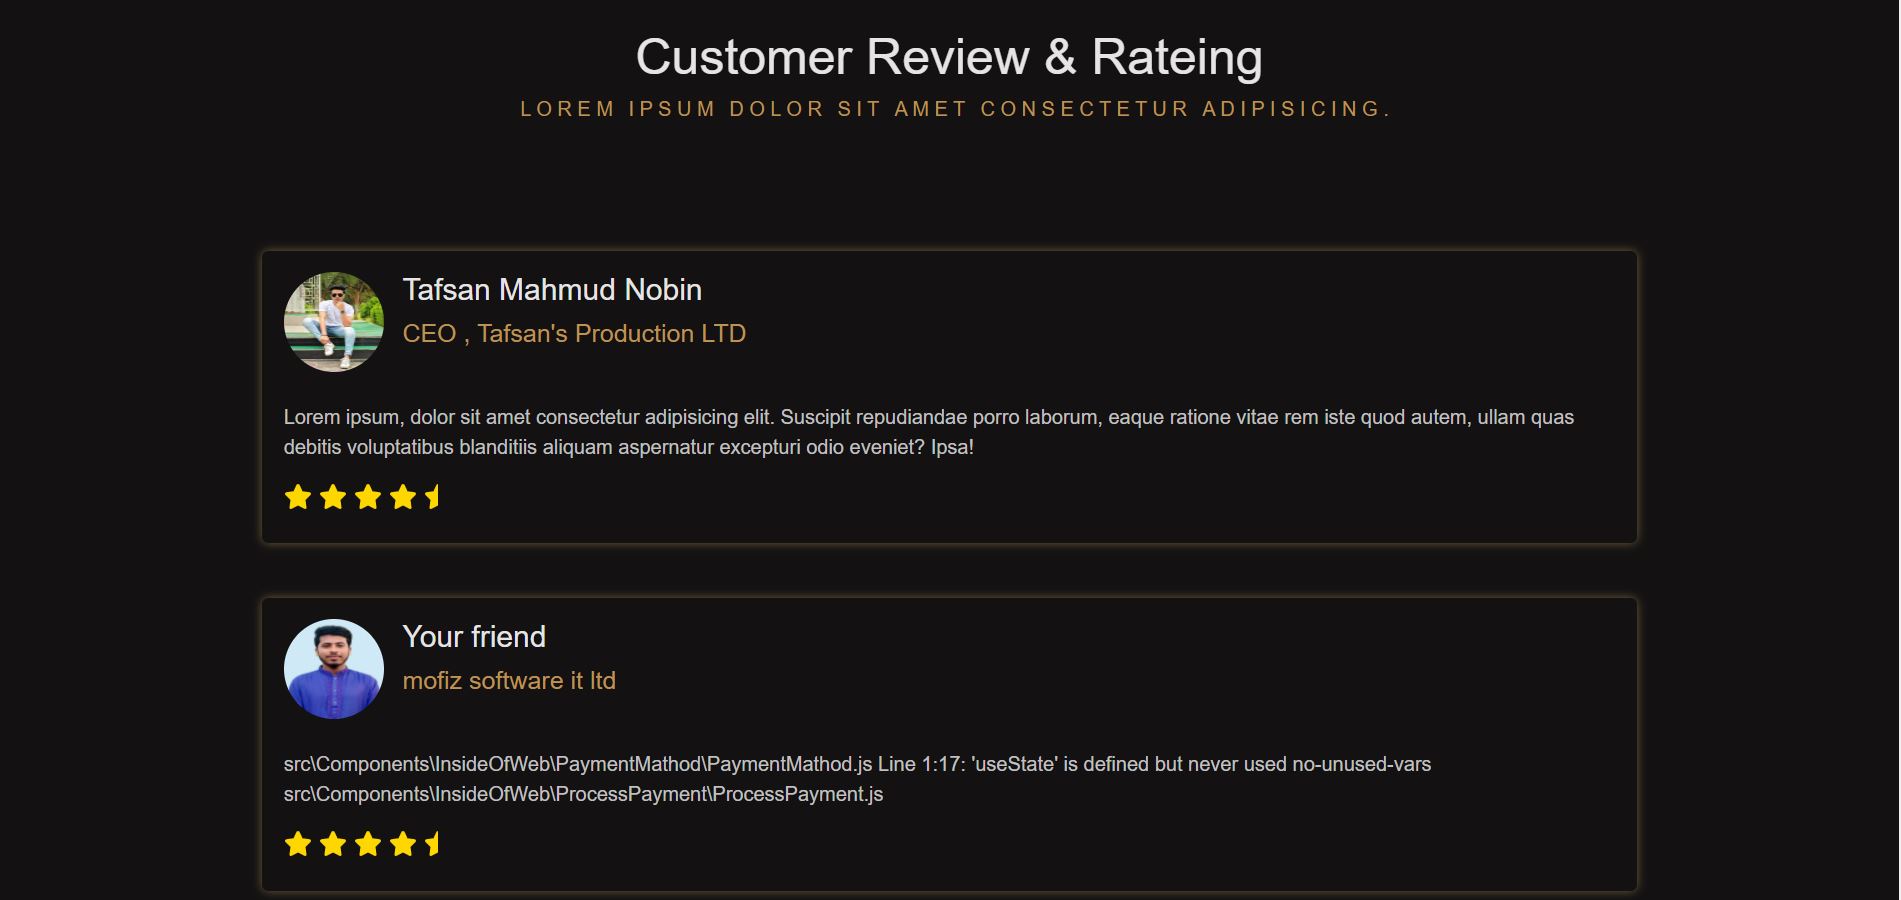 Customer Review & Rateing
LOREM IPSUM DOLOR SIT AMET CONSECTETUR ADIPISICING.
Tafsan Mahmud Nobin
CEO , Tafsan's Production LTD
Lorem ipsum, dolor sit amet consectetur adipisicing elit. Suscipit repudiandae porro laborum, eaque ratione vitae rem iste quod autem, ullam quas
debitis voluptatibus blanditiis aliquam aspernatur excepturi odio eveniet? Ipsa!
Your friend
mofiz software it ltd
src\Components\InsideOfWeb\PaymentMathod\PaymentMathod.js Line 1:17: 'useState' is defined but never used no-unused-vars
src\Components\InsideOfWeb\ProcessPayment\ProcessPayment.js